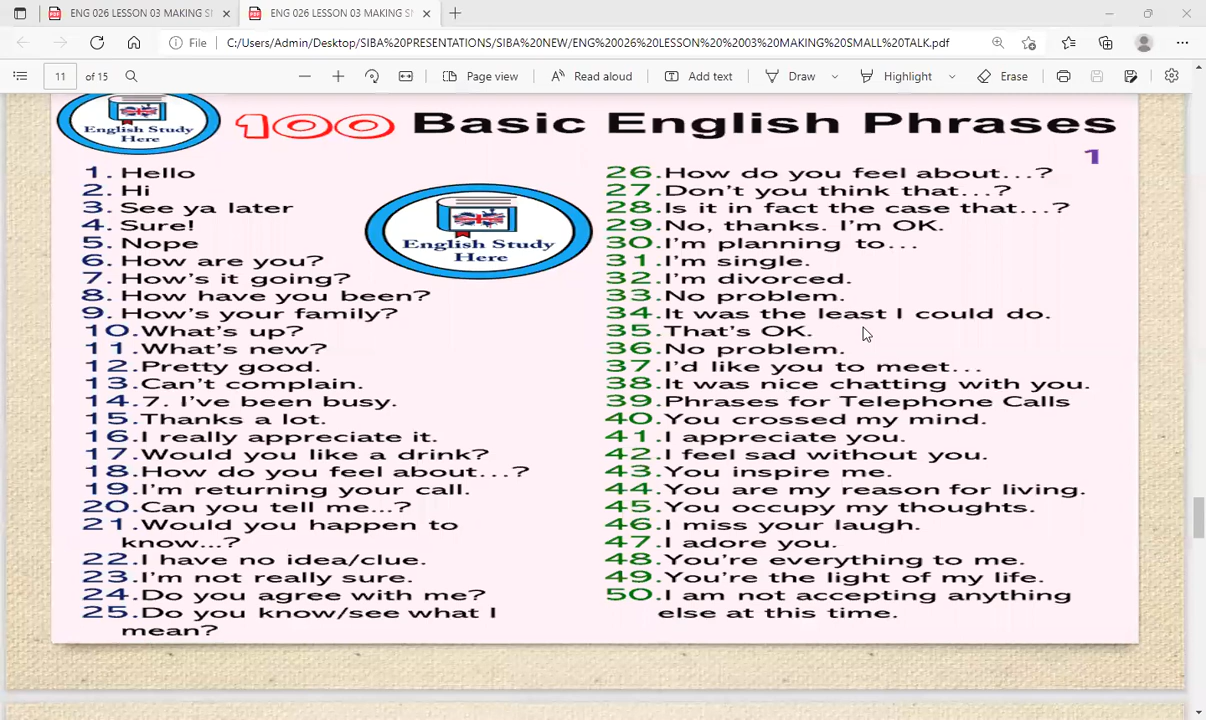 ENG 026 LESSON 03 MAKING S
ENG 026 LESSON 03 MAKING S
File
C:/Users/Admin/Desktop/SIBA%20PRESENTATIONS/SIBA%20NEW/ENG%20026%20LESSON%20%2003%20MAKING%20SMALL%20TALK.pdf
11 of 15
Page view
Read aloud
Add text
Draw
Highlight
Erase
English Study
Here
100 Basic English Phrases
1
English Study
Here
1. Hello
2. Hi
3. See ya later
4. Sure!
5. Nope
6. How are you?
7. How's it going?
8. How have you been?
9. How's your family?
10. What's up?
11. What's new?
12. Pretty good.
13. Can't complain.
14. 7. I've been busy.
15. Thanks a lot.
16. I really appreciate it.
17. Would you like a drink?
18. How do you feel about...?
19. I'm returning your call.
20. Can you tell me...?
21. Would you happen to
know...?
22. I have no idea/clue.
23. I'm not really sure.
24. Do you agree with me?
25. Do you know/see what I
mean?
26. How do you feel about...?
27. Don't you think that...?
28. Is it in fact the case that...?
29. No, thanks. I'm OK.
30. I'm planning to...
31. I'm single.
32. I'm divorced.
33. No problem.
34. It was the least I could do.
35. That's OK.
36. No problem.
37. I'd like you to meet...
38. It was nice chatting with you.
39. Phrases for Telephone Calls
40. You crossed my mind.
41. I appreciate you.
42. I feel sad without you.
43. You inspire me.
44. You are my reason for living.
45. You occupy my thoughts.
46. I miss your laugh.
47. I adore you.
48. You're everything to me.
49. You're the light of my life.
50. I am not accepting anything
else at this time.